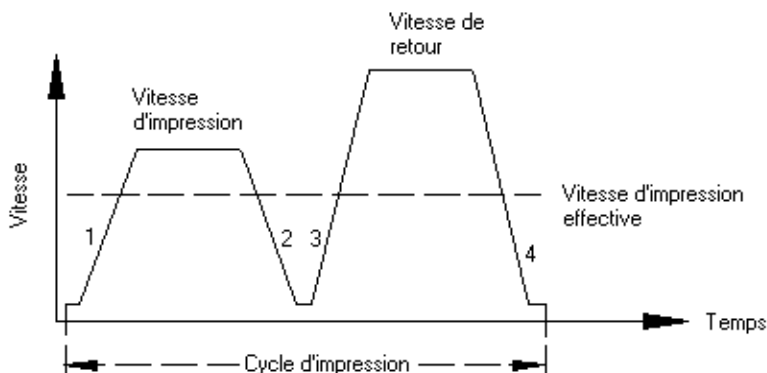 Vitesse de
retour
Vitesse
d'impression
Vitesse
Vitesse d'impression
effective
1
2
3
4
Temps
Cycle d'impression